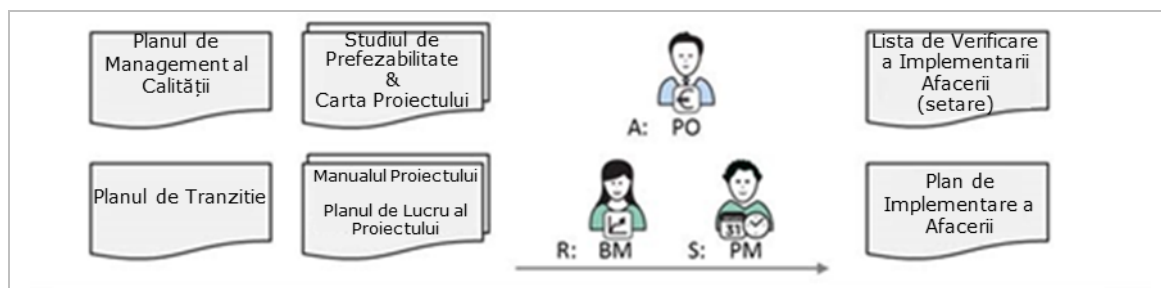 Planul de
Management al
Calității
Studiul de
Prefezabilitate
&
Carta Proiectului
A: PO
Lista de Verificare
a Implementarii
Afacerii
(setare)
Planul de Tranzitie
Manualul Proiectului
Planul de Lucru al
Proiectului
31
R: BM
S: PM
Plan de
Implementare a
Afacerii